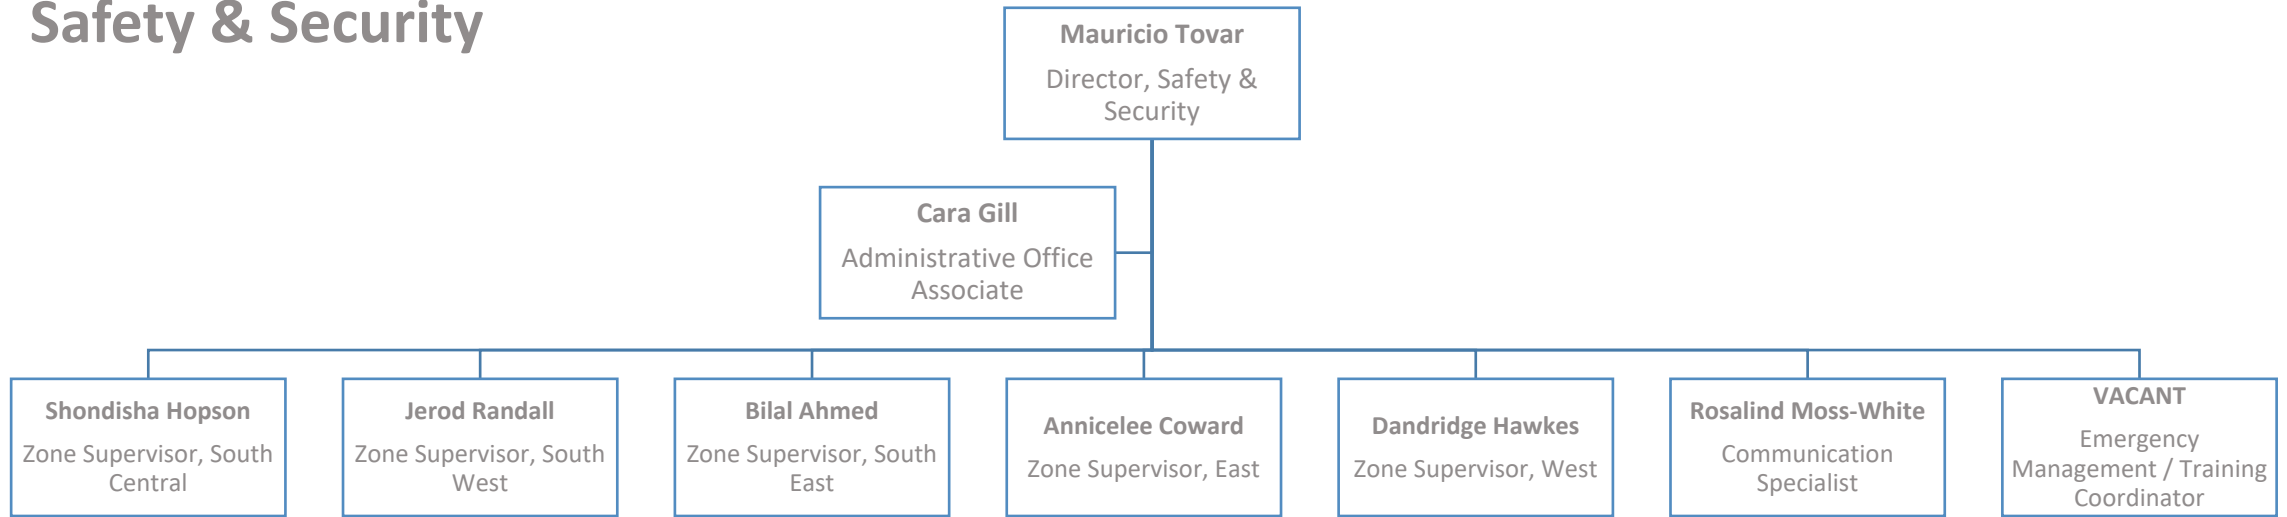 Safety & Security
Mauricio Tovar
Director, Safety &
Security
Cara Gill
Administrative Office
Associate
Shondisha Hopson
Zone Supervisor, South
Central
Jerod Randall
Zone Supervisor, South
West
Bilal Ahmed
Zone Supervisor, South
East
Annicelee Coward
Zone Supervisor, East
Dandridge Hawkes
Zone Supervisor, West
Rosalind Moss-White
Communication
Specialist
VACANT
Emergency
Management / Training
Coordinator